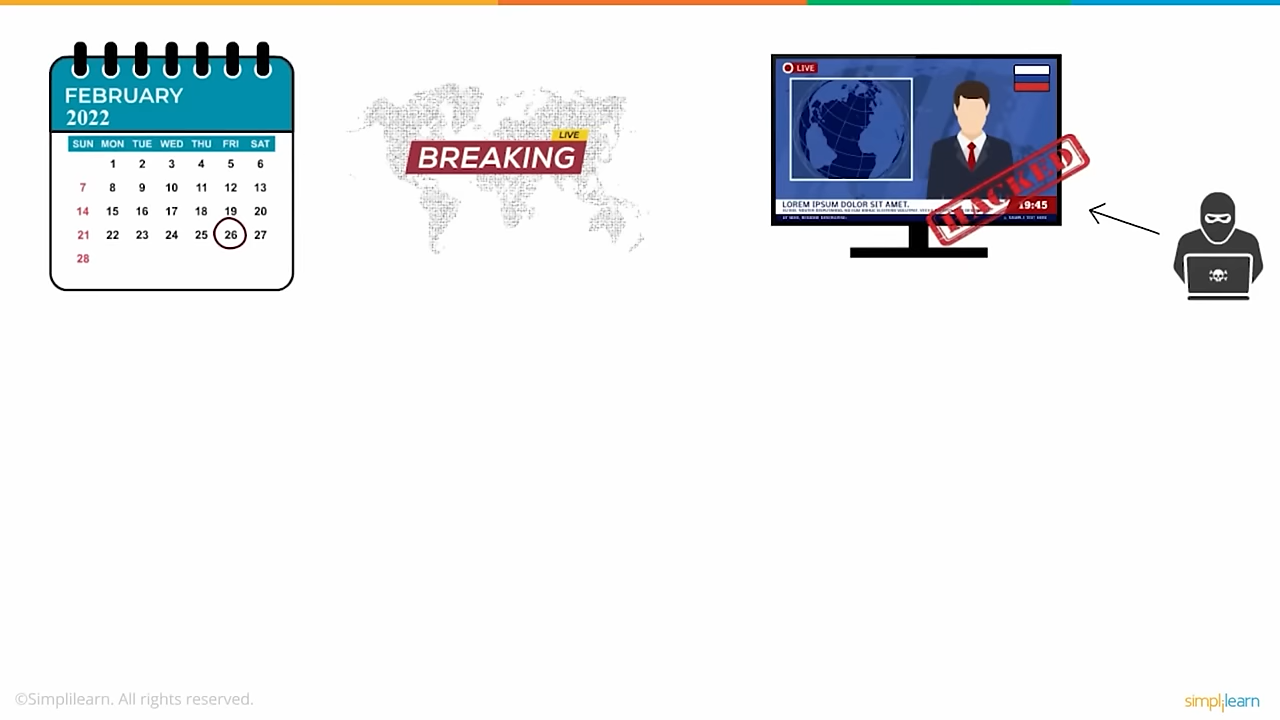 FEBRUARY
2022
SUN MON TUE WED THU FRI SAT
1 2 3 4 5 6
7 8 9 10 11 12 13
14 15 16 17 18 19 20
21 22 23 24 25 26 27
28
LIVE
BREAKING
LIVE
HACKED
LOREM IPSUM DOLOR SIT AMET.
19:45
©Simplilearn. All rights reserved.
simplilearn